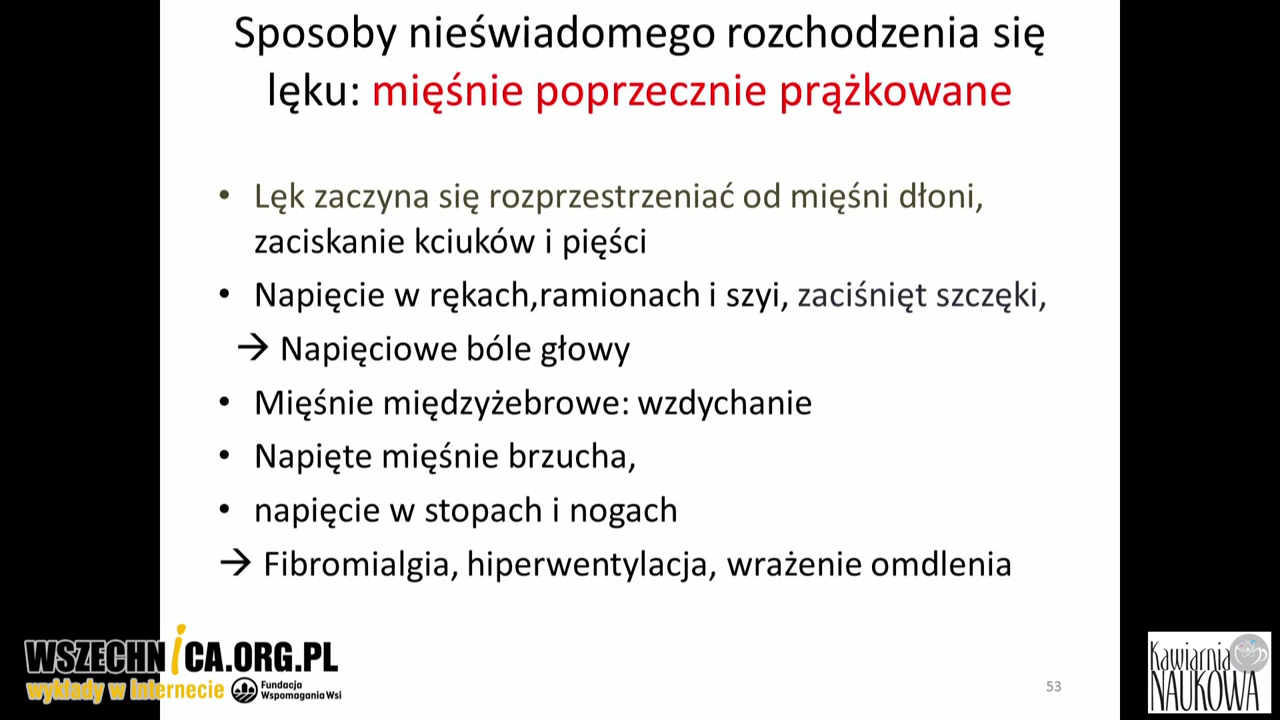 Sposoby nieświadomego rozchodzenia się
lęku: mięśnie poprzecznie prążkowane
• Lęk zaczyna się rozprzestrzeniać od mięśni dłoni,
zaciskanie kciuków i pięści
• Napięcie w rękach,ramionach i szyi, zaciśnięt szczęki,
→ Napięciowe bóle głowy
• Mięśnie międzyżebrowe: wzdychanie
• Napięte mięśnie brzucha,
• napięcie w stopach i nogach
→ Fibromialgia, hiperwentylacja, wrażenie omdlenia
WSZECHNiCA.ORG.PL
wykłady w Internecie
Fundacja
Wspomagania Wsi
53
Kawiarnia
NAUKOWA